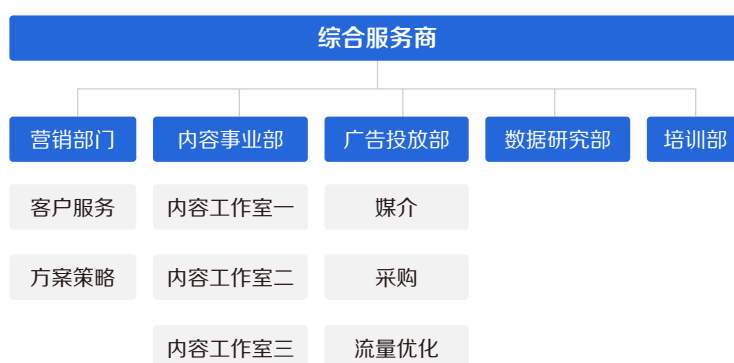 综合服务商
营销部门 内容事业部 广告投放部 数据研究部 培训部
客户服务 内容工作室一 媒介
方案策略 内容工作室二 采购
内容工作室三 流量优化